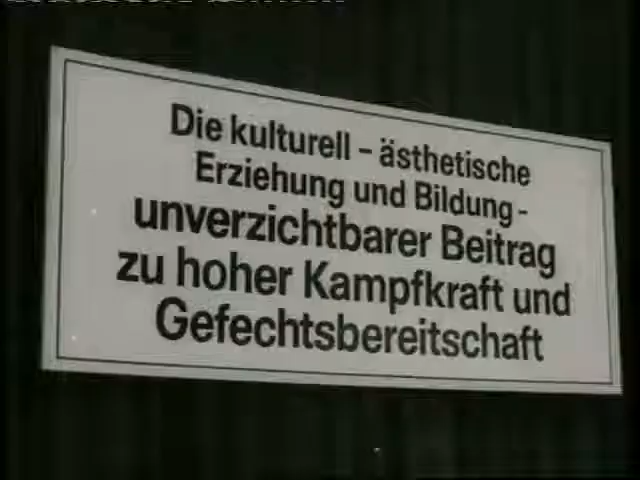 Die kulturell – ästhetische
Erziehung und Bildung -
unverzichtbarer Beitrag
zu hoher Kampfkraft und
Gefechtsbereitschaft